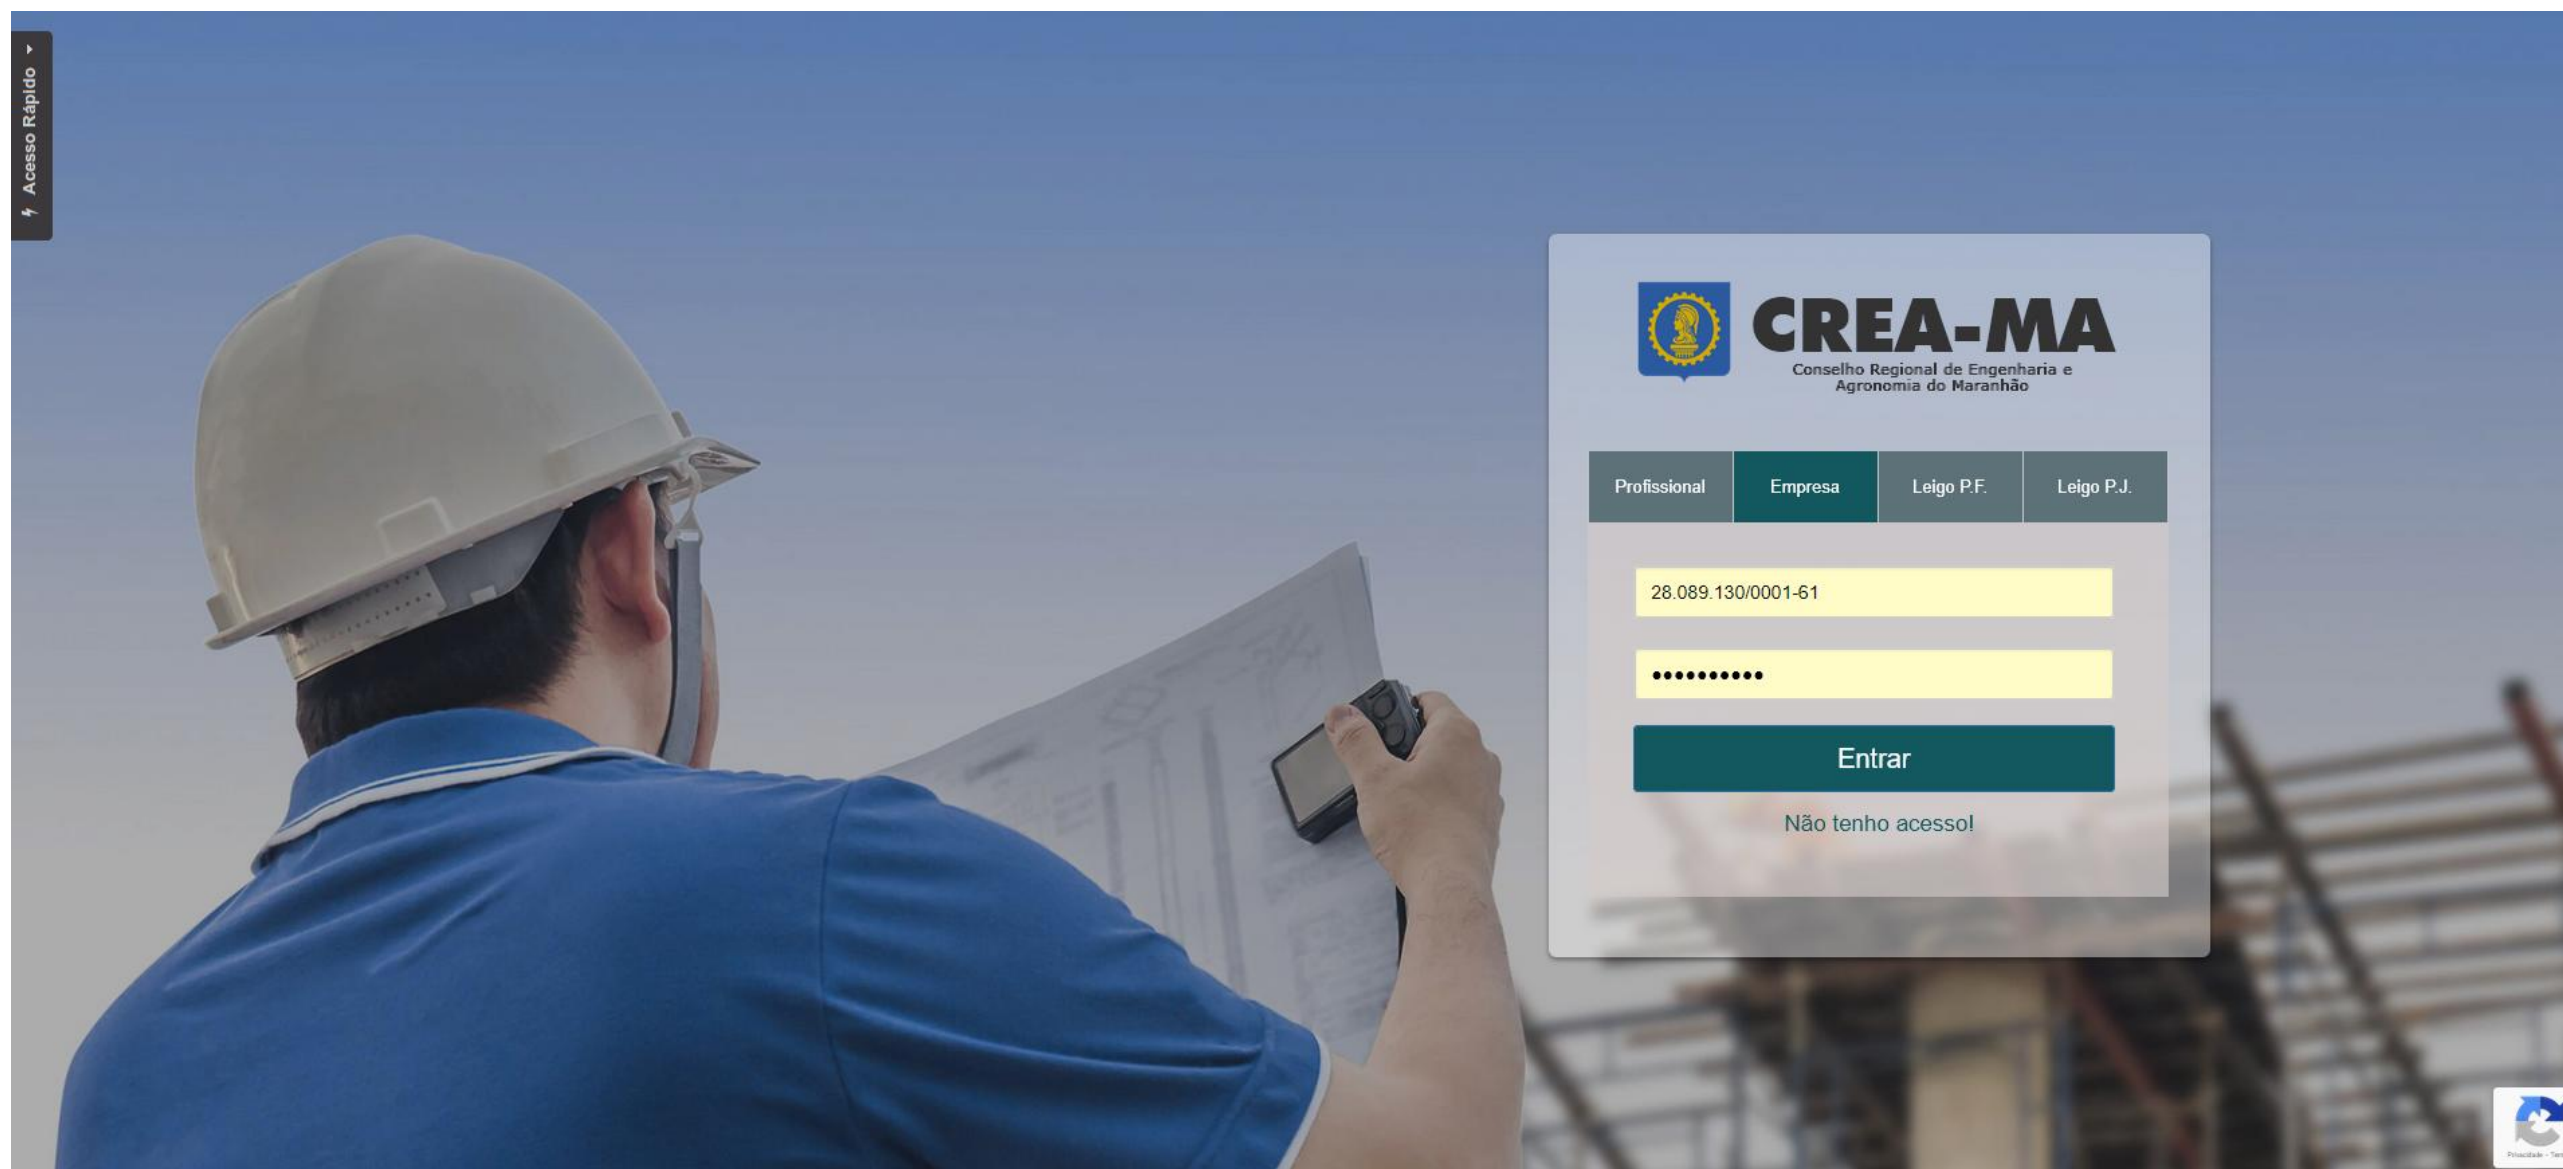 Acesso Rápido
CREA-MA
Conselho Regional de Engenharia e
Agronomia do Maranhão
Profissional Empresa Leigo P.F. Leigo P.J.
28.089.130/0001-61
••••••••••
Entrar
Não tenho acesso!
Privacidade -